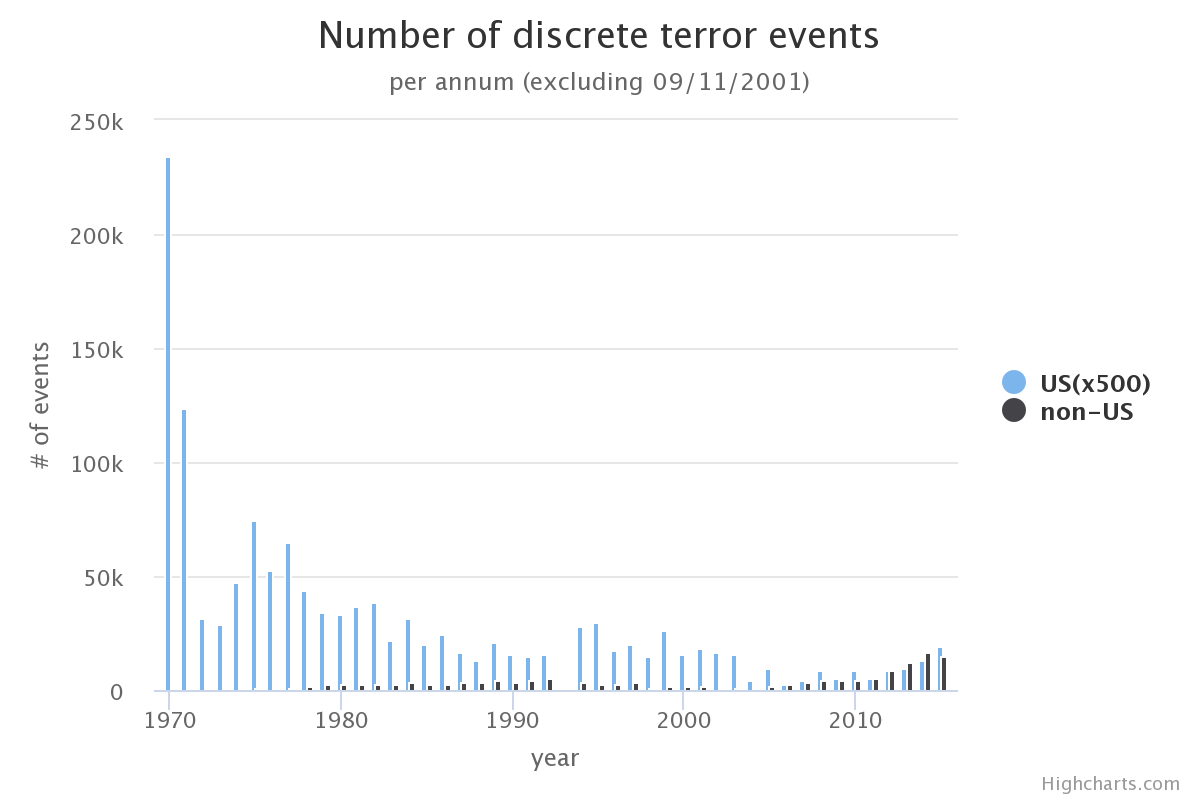 Number of discrete terror events
per annum (excluding 09/11/2001)
250k
200k
150k
100k
50k
0
# of events
US(x500)
non-US
1970 1980 1990 2000 2010
year
Highcharts.com